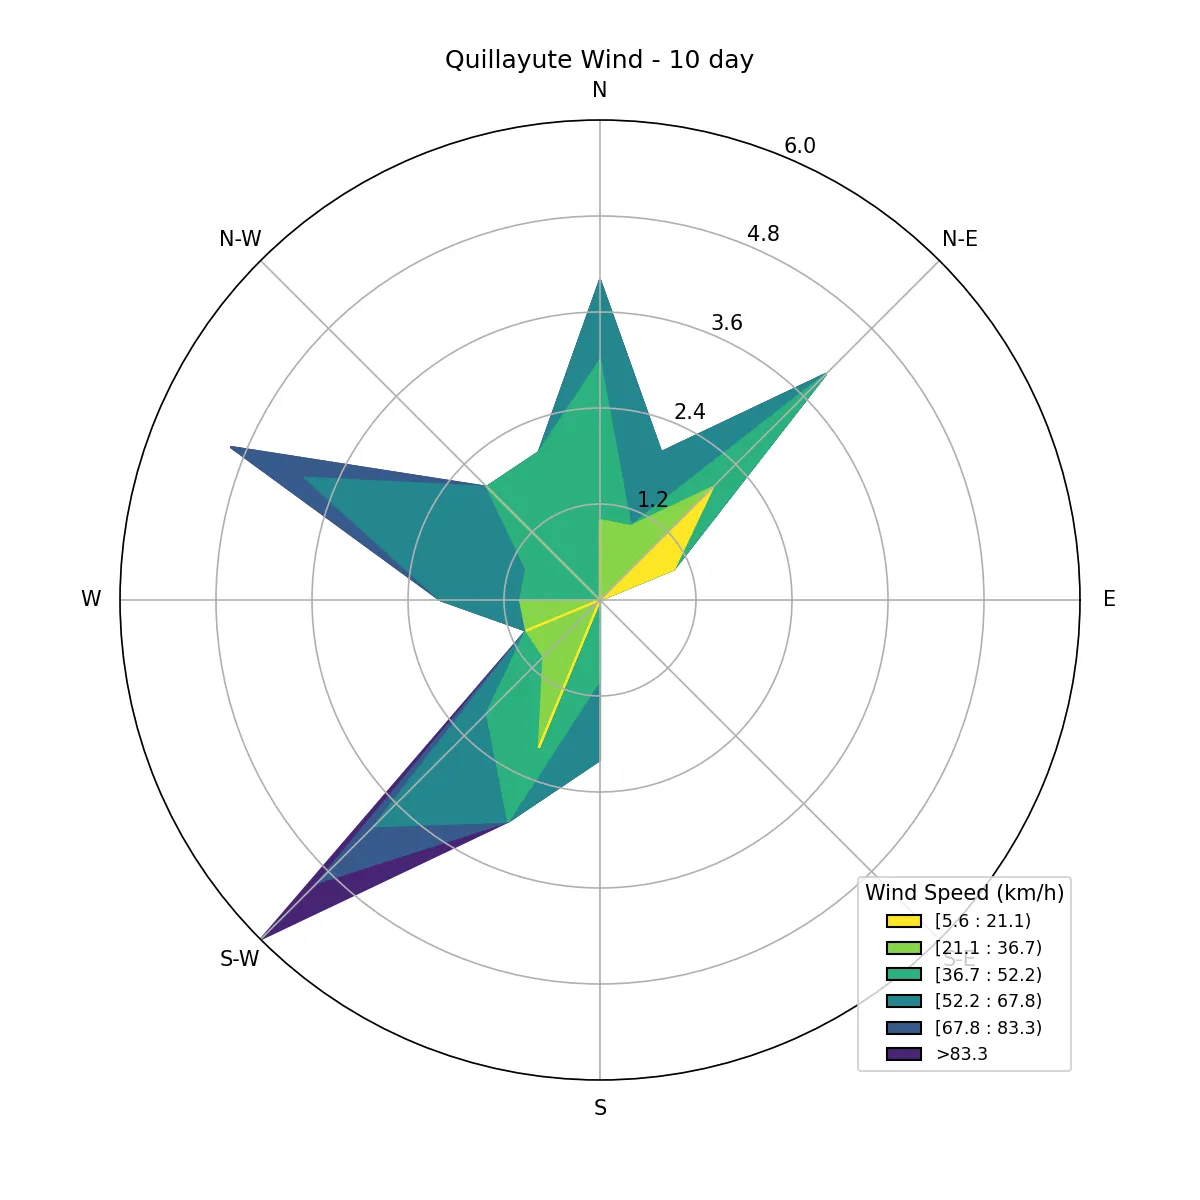 Quillayute Wind - 10 day
N
6.0
4.8
N-W
N-E
3.6
2.4
1.2
W
E
S-W
S-E
Wind Speed (km/h)
[5.6 : 21.1)
[21.1 : 36.7)
[36.7 : 52.2)
[52.2 : 67.8)
[67.8 : 83.3)
>83.3
S